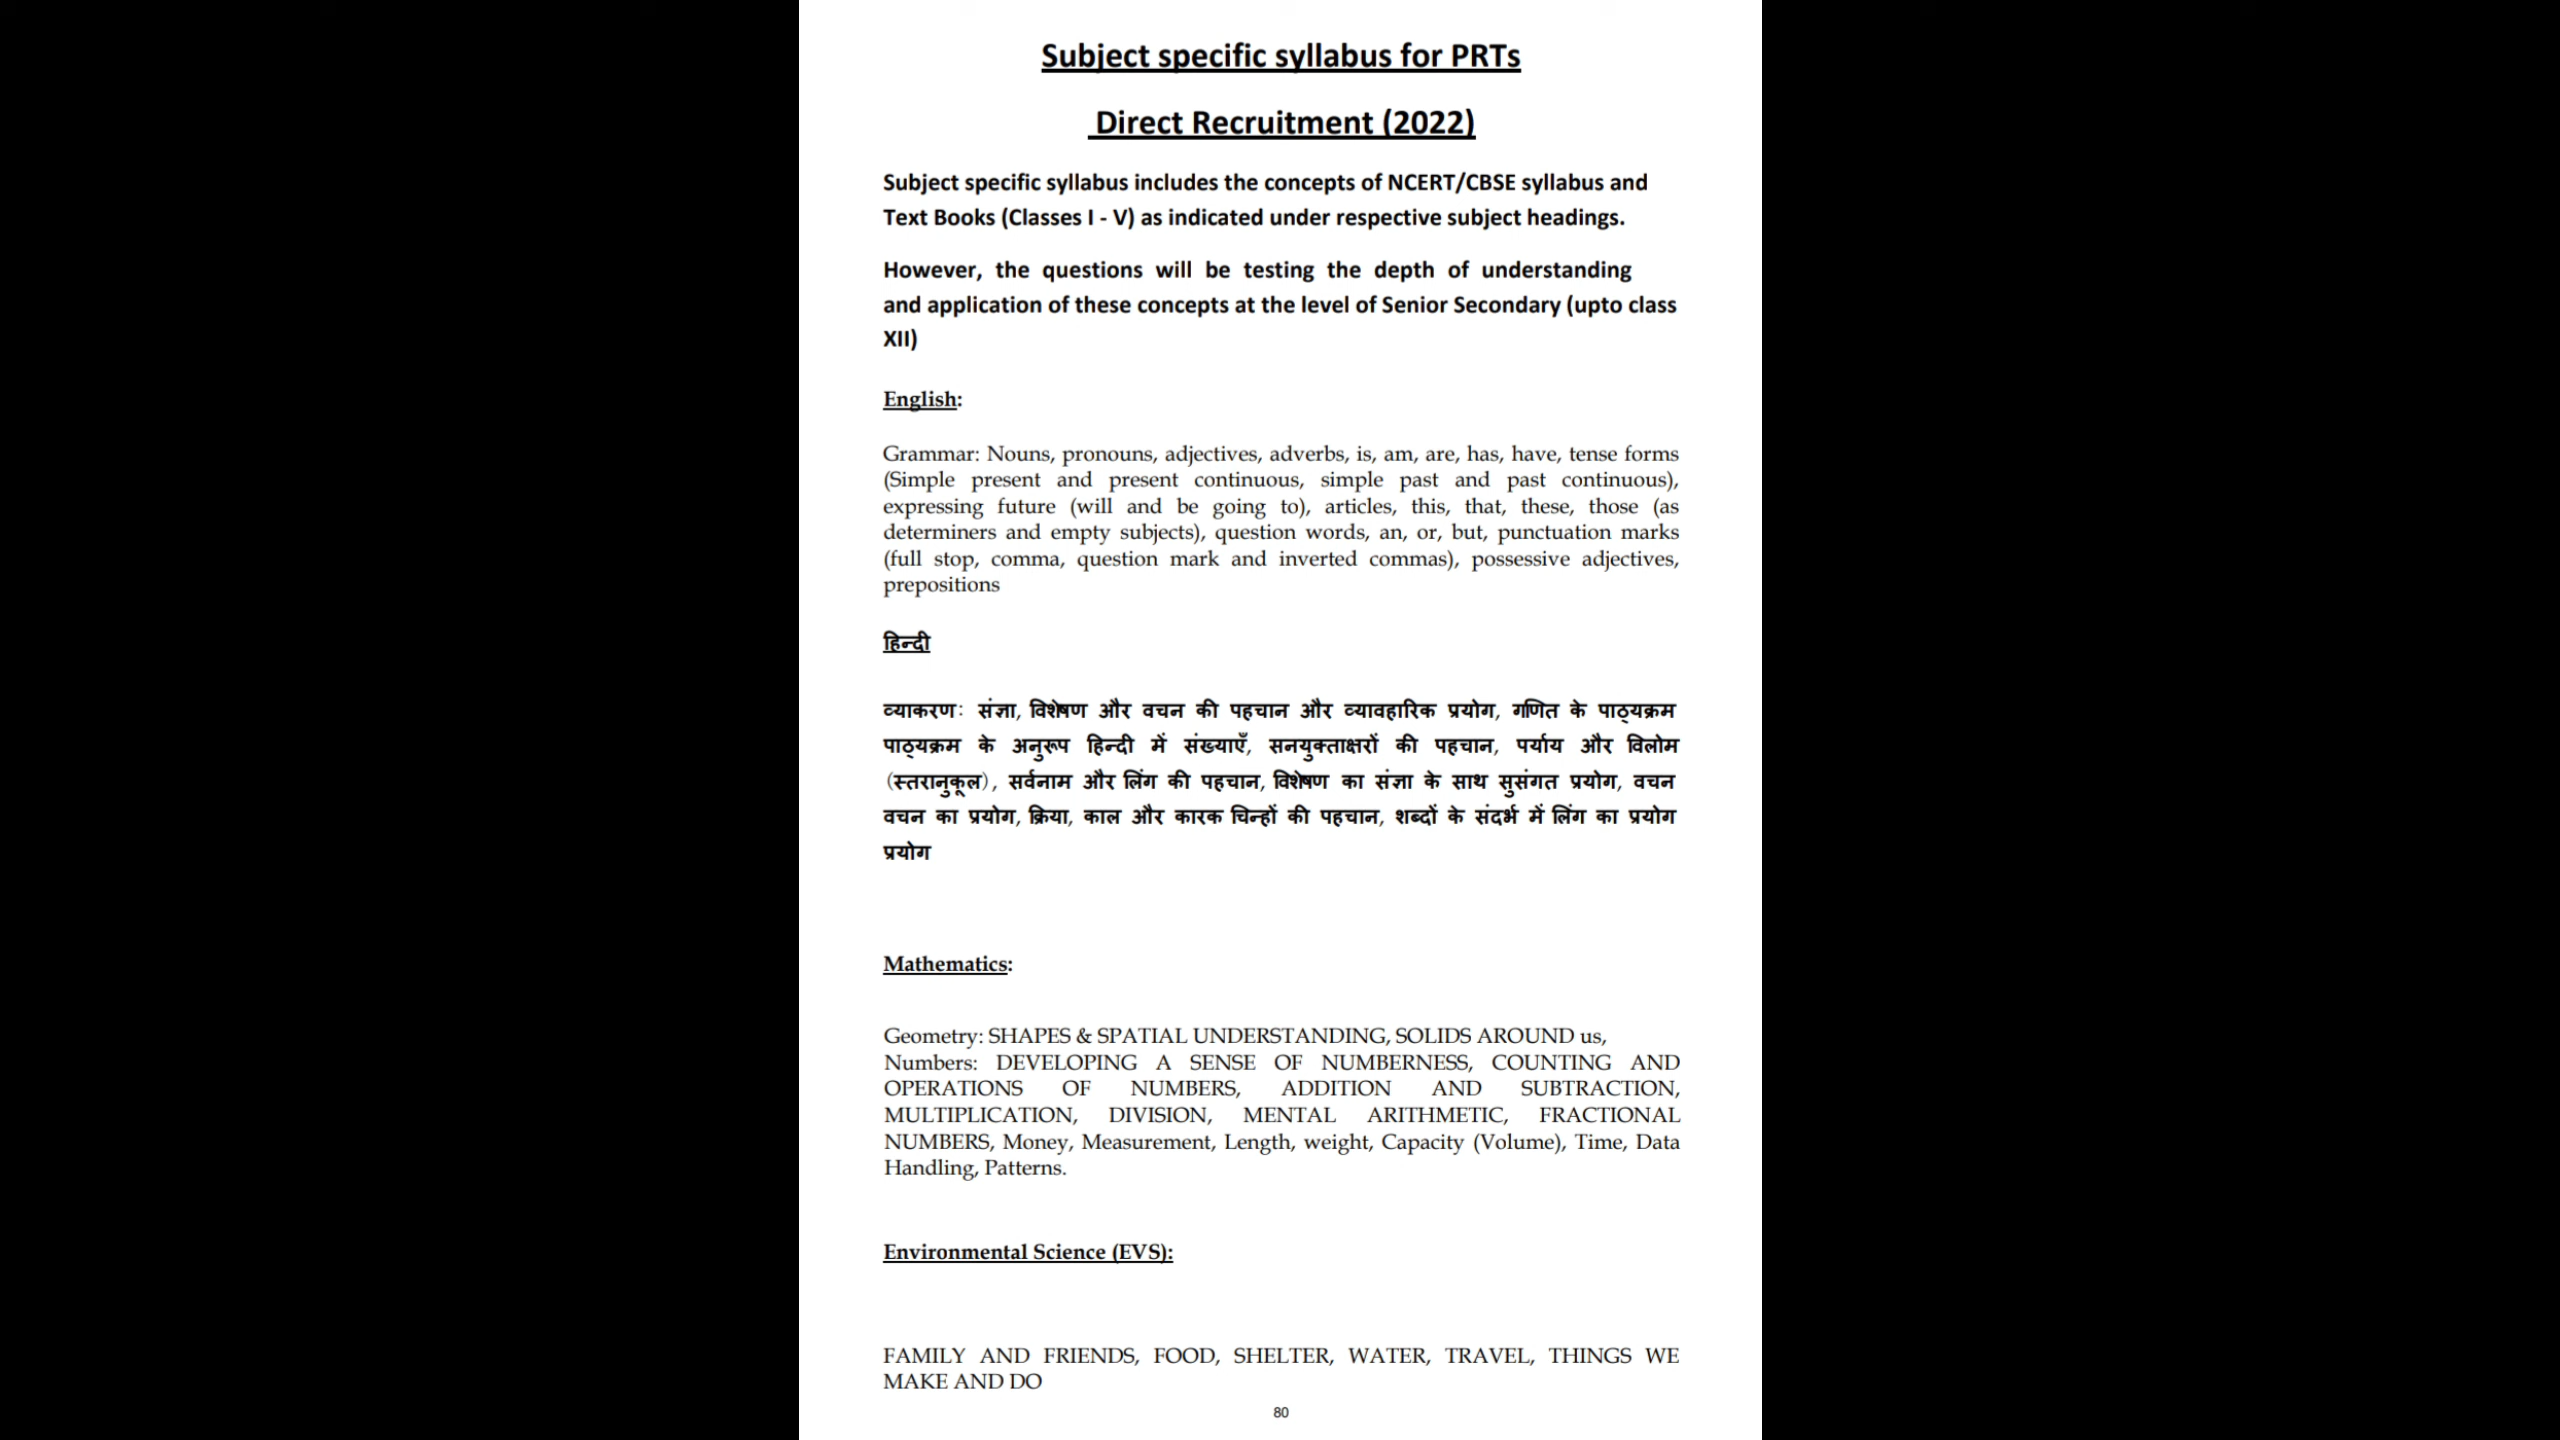 Subject specific syllabus for PRTs
Direct Recruitment (2022)
Subject specific syllabus includes the concepts of NCERT/CBSE syllabus and
Text Books (Classes I - V) as indicated under respective subject headings.
However, the questions will be testing the depth of understanding
and application of these concepts at the level of Senior Secondary (upto class
XII)
English:
Grammar: Nouns, pronouns, adjectives, adverbs, is, am, are, has, have, tense forms
(Simple present and present continuous, simple past and past continuous),
expressing future (will and be going to), articles, this, that, these, those (as
determiners and empty subjects), question words, an, or, but, punctuation marks
(full stop, comma, question mark and inverted commas), possessive adjectives,
prepositions
हिन्दी
व्याकरण: संज्ञा, विशेषण और वचन की पहचान और व्यावहारिक प्रयोग, गणित के पाठ्यक्रम
पाठ्यक्रम के अनुरूप हिन्दी में संख्याएँ, सनयुक्ताक्षरों की पहचान, पर्याय और विलोम
(स्तरानुकूल), सर्वनाम और लिंग की पहचान, विशेषण का संज्ञा के साथ सुसंगत प्रयोग, वचन
वचन का प्रयोग, क्रिया, काल और कारक चिन्हों की पहचान, शब्दों के संदर्भ में लिंग का प्रयोग
प्रयोग
Mathematics:
Geometry: SHAPES & SPATIAL UNDERSTANDING, SOLIDS AROUND us,
Numbers: DEVELOPING A SENSE OF NUMBERNESS, COUNTING AND
OPERATIONS OF NUMBERS, ADDITION AND SUBTRACTION,
MULTIPLICATION, DIVISION, MENTAL ARITHMETIC, FRACTIONAL
NUMBERS, Money, Measurement, Length, weight, Capacity (Volume), Time, Data
Handling, Patterns.
Environmental Science (EVS):
FAMILY AND FRIENDS, FOOD, SHELTER, WATER, TRAVEL, THINGS WE
MAKE AND DO
80